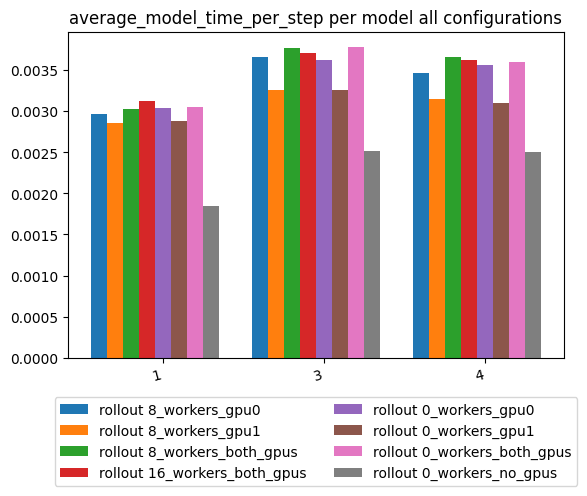 average_model_time_per_step per model all configurations
0.0035
0.0030
0.0025
0.0020
0.0015
0.0010
0.0005
0.0000
1 3 4
rollout 8_workers_gpu0
rollout 8_workers_gpu1
rollout 8_workers_both_gpus
rollout 16_workers_both_gpus
rollout 0_workers_gpu0
rollout 0_workers_gpu1
rollout 0_workers_both_gpus
rollout 0_workers_no_gpus